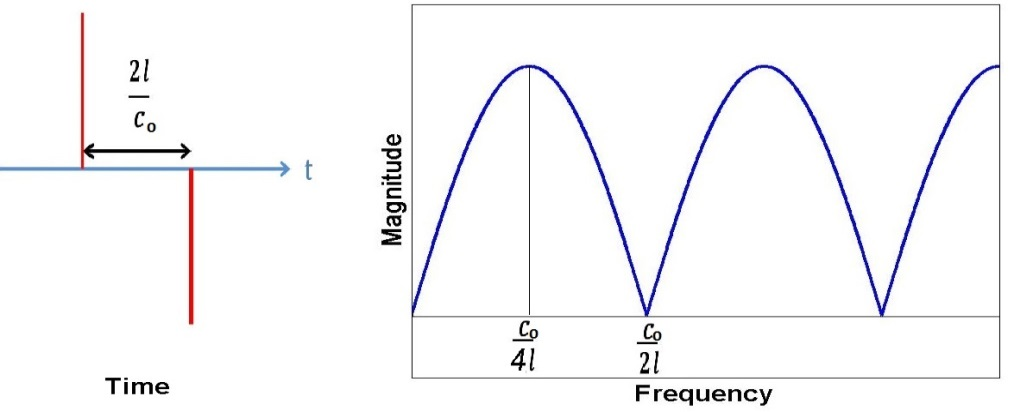 2l
c₀
t
Time
Magnitude
c₀
4l
c₀
2l
Frequency